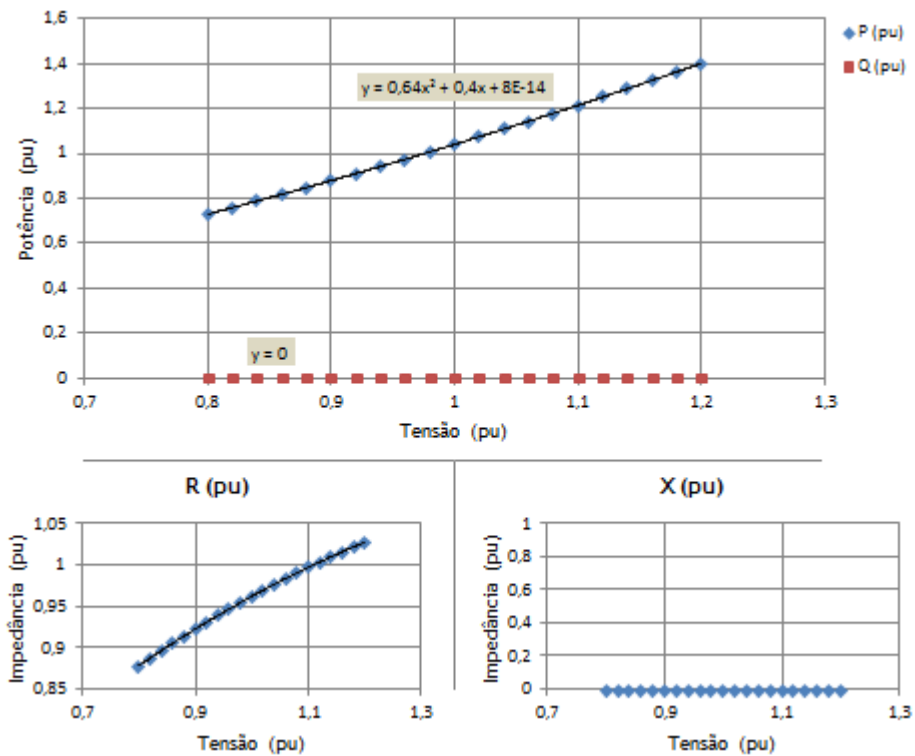 1,6
1,4
1,2
1
0,8
0,6
0,4
0,2
0
Potência (pu)
y = 0,64x² + 0,4x + 8E-14
y = 0
0,7 0,8 0,9 1 1,1 1,2 1,3
Tensão (pu)
P (pu)
Q (pu)
R (pu)
1,05
1
0,95
0,9
0,85
Impedância (pu)
0,7 0,9 1,1 1,3
Tensão (pu)
X (pu)
1
0,8
0,6
0,4
0,2
0
Impedância (pu)
0,7 0,9 1,1 1,3
Tensão (pu)